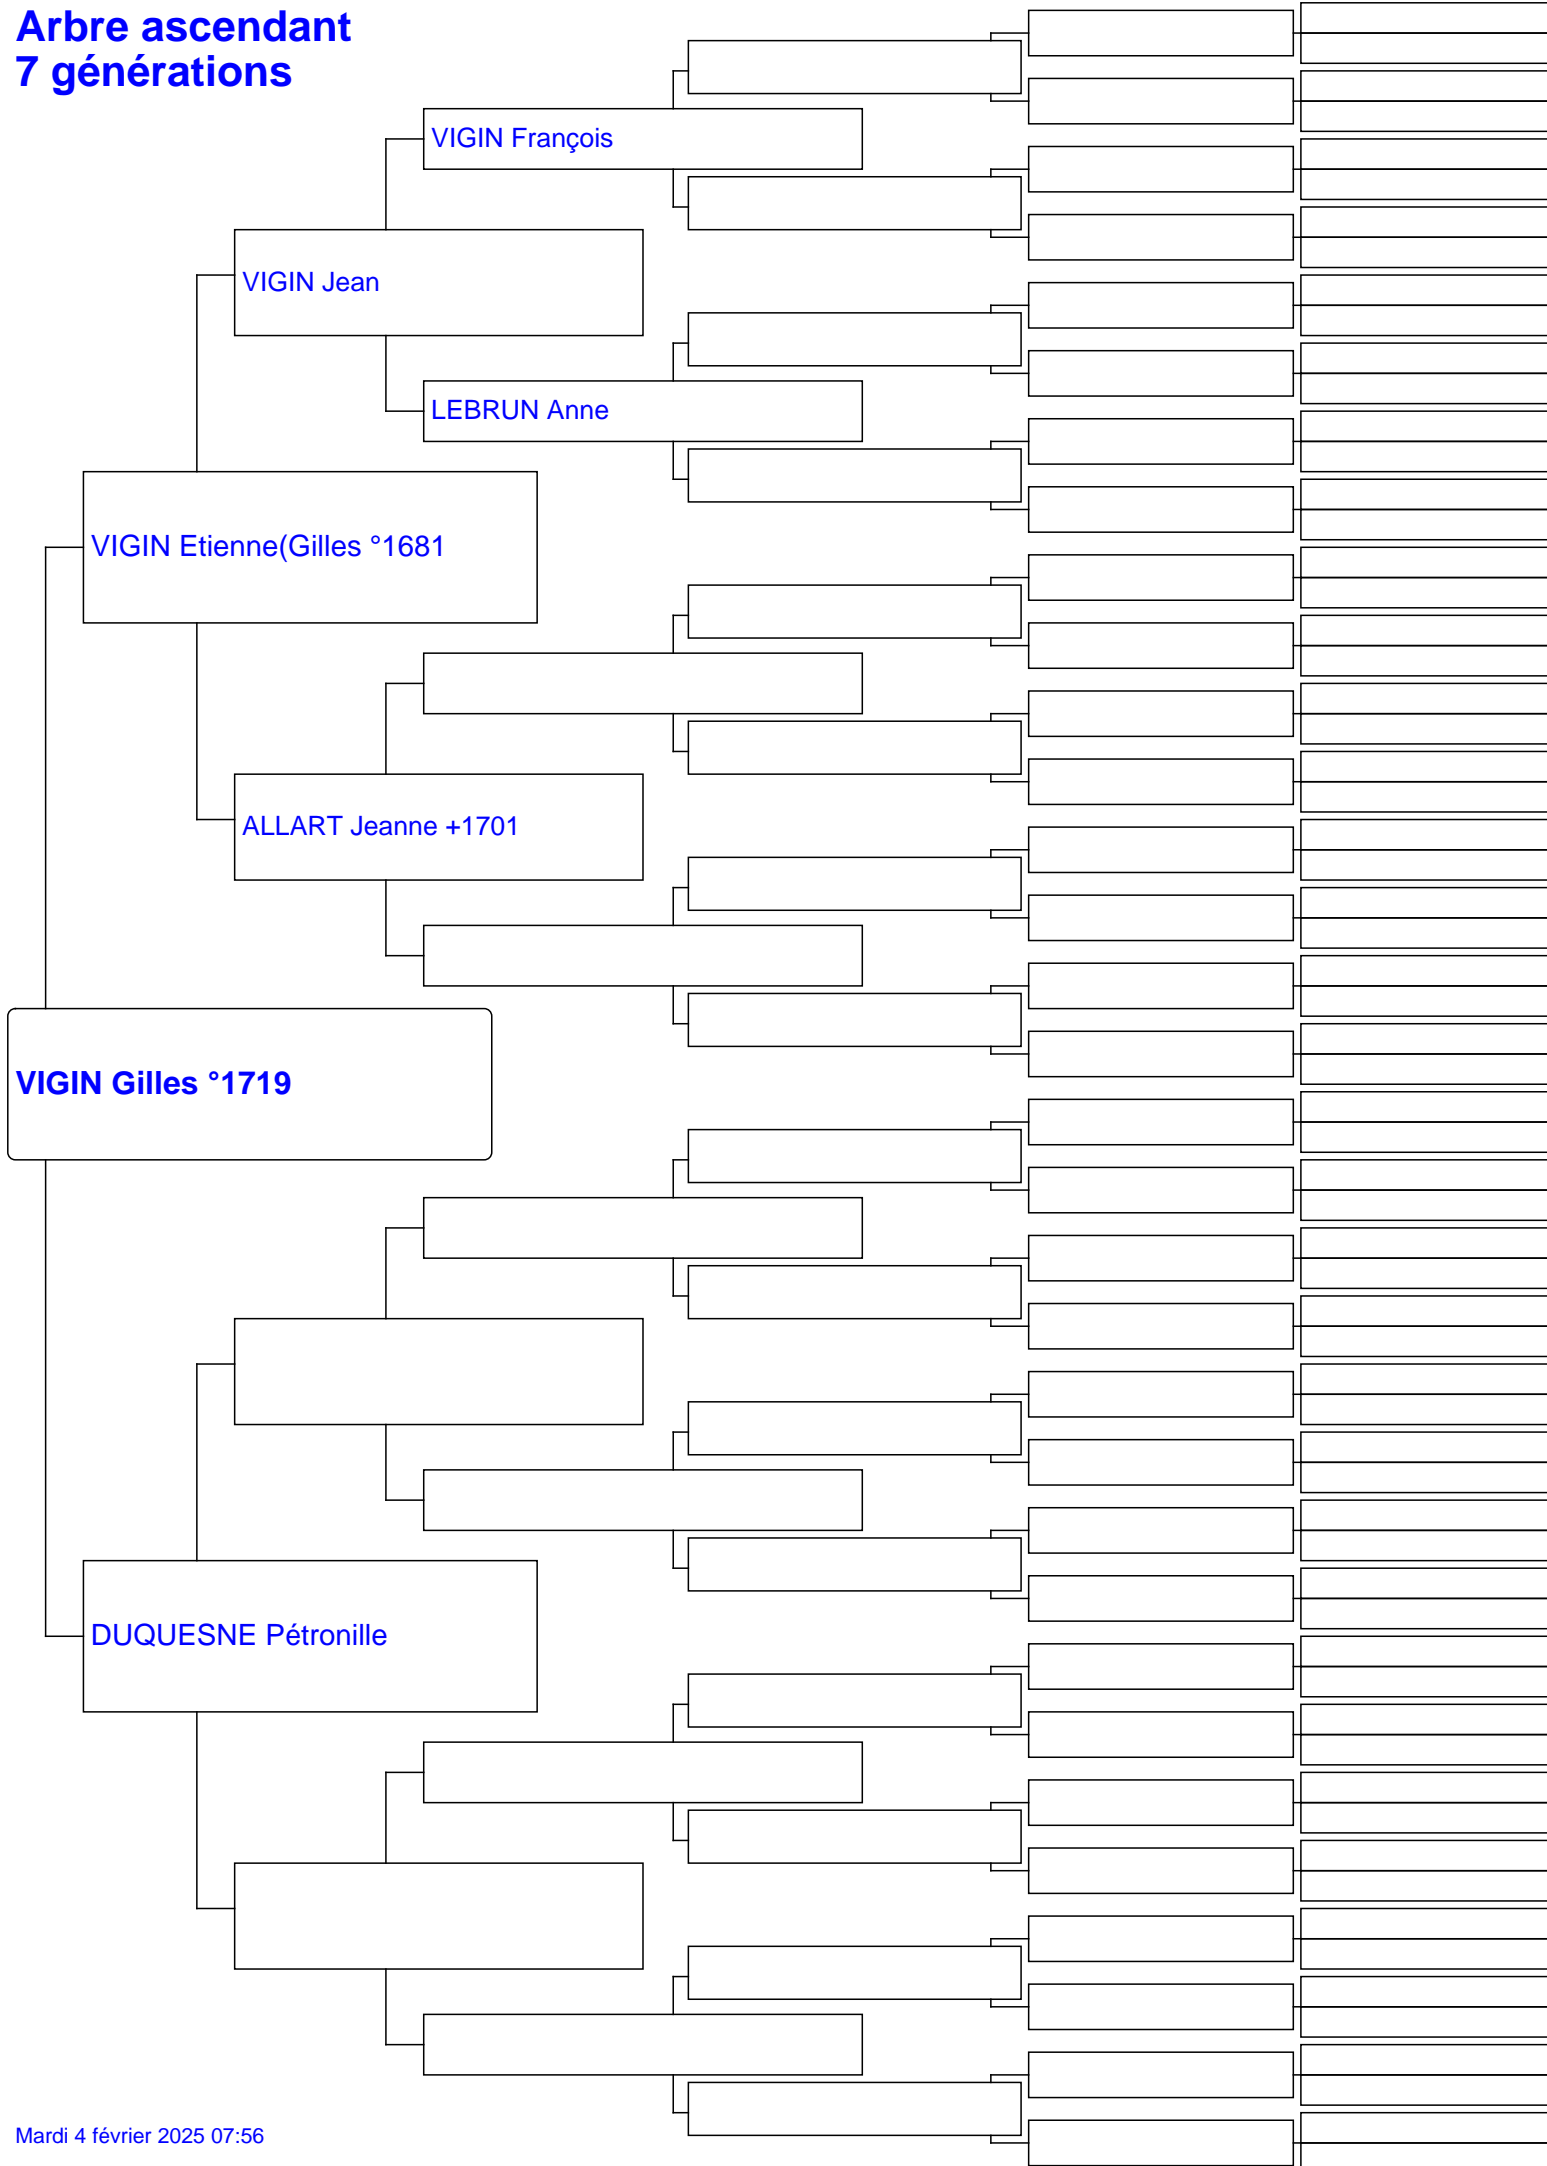 Arbre ascendant
7 générations
VIGIN François
VIGIN Jean
LEBRUN Anne
VIGIN Etienne(Gilles °1681
ALLART Jeanne +1701
VIGIN Gilles °1719
DUQUESNE Pétronille
Mardi 4 février 2025 07:56